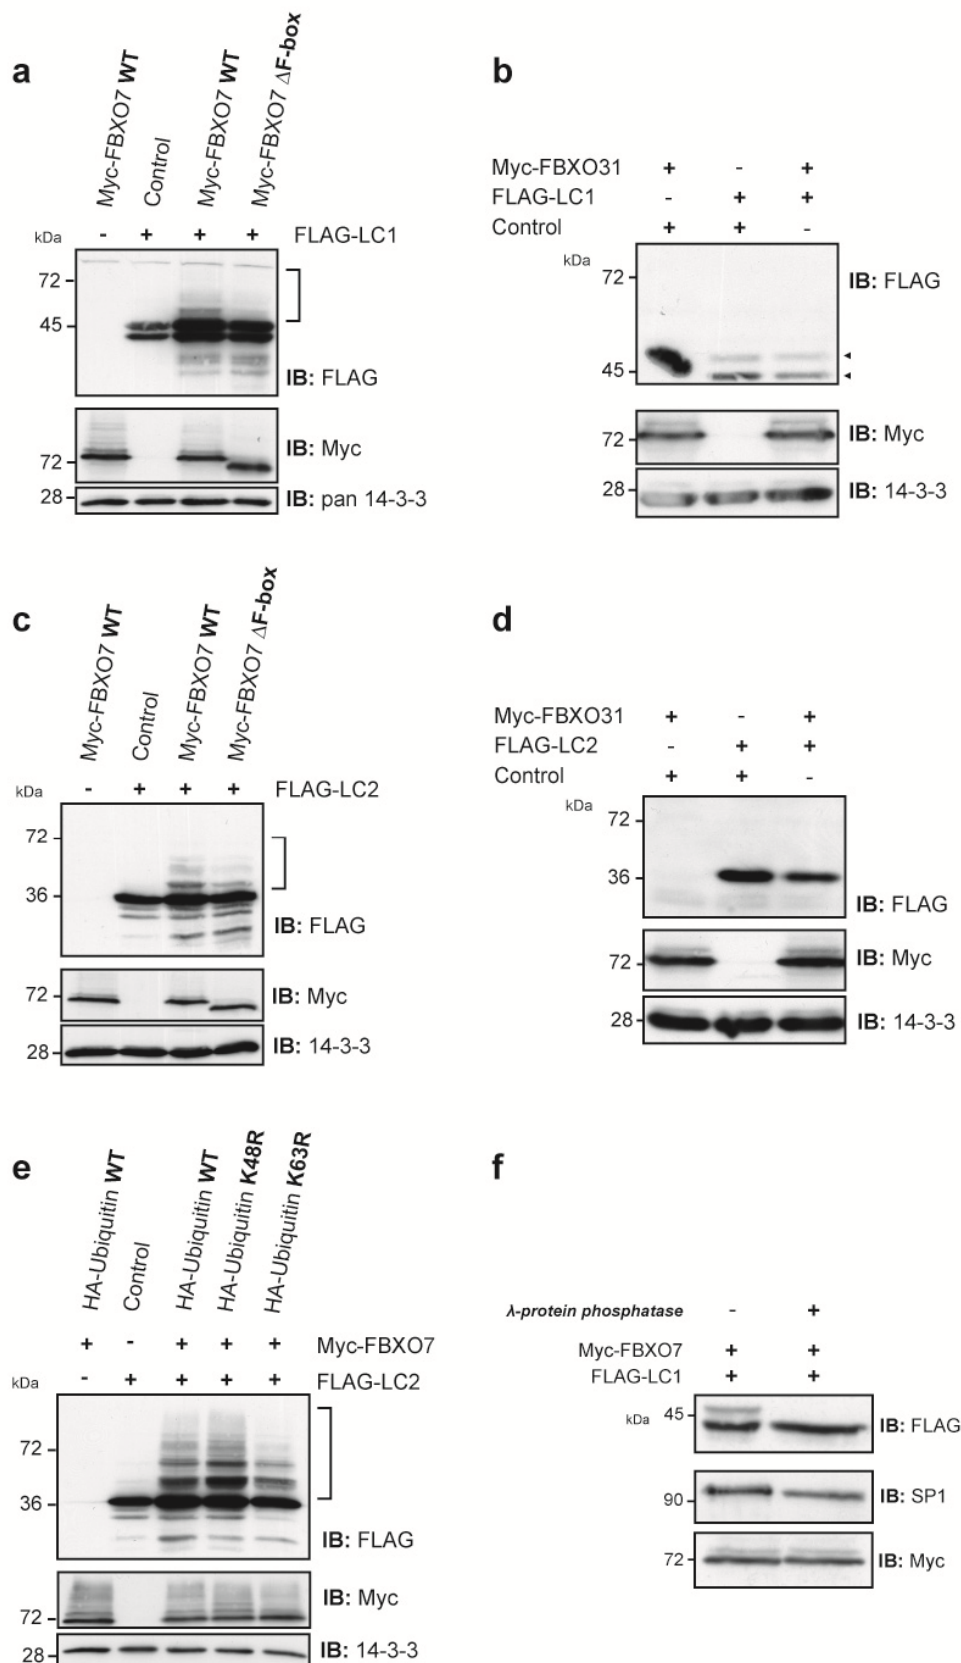 a
Myc-FBXO7 WT
Control
Myc-FBXO7 WT
Myc-FBXO7 ΔF-box
kDa - + + + FLAG-LC1
72
45
IB: FLAG
IB: Myc
72
28
IB: pan 14-3-3
b
Myc-FBXO31 + - +
FLAG-LC1 - + +
Control + + -
kDa
72
IB: FLAG
45
72
IB: Myc
28
IB: 14-3-3
c
Myc-FBXO7 WT
Control
Myc-FBXO7 WT
Myc-FBXO7 ΔF-box
kDa - + + + FLAG-LC2
72
36
IB: FLAG
72
IB: Myc
28
IB: 14-3-3
d
Myc-FBXO31 + - +
FLAG-LC2 - + +
Control + + -
kDa
72
36
IB: FLAG
72
IB: Myc
28
IB: 14-3-3
e
HA-Ubiquitin WT
Control
HA-Ubiquitin WT
HA-Ubiquitin K48R
HA-Ubiquitin K63R
+ - + + + Myc-FBXO7
kDa - + + + + FLAG-LC2
72
36
IB: FLAG
IB: Myc
72
28
IB: 14-3-3
f
λ-protein phosphatase - +
Myc-FBXO7 + +
FLAG-LC1 + +
kDa
45
IB: FLAG
90
IB: SP1
72
IB: Myc